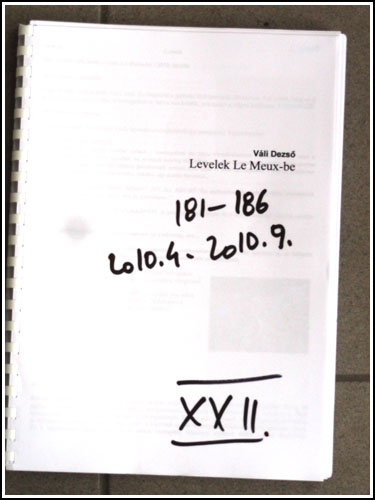 Váli Dezső
Levelek Le Meux-be
181-186
2010.4. 2010.9.
XXII.